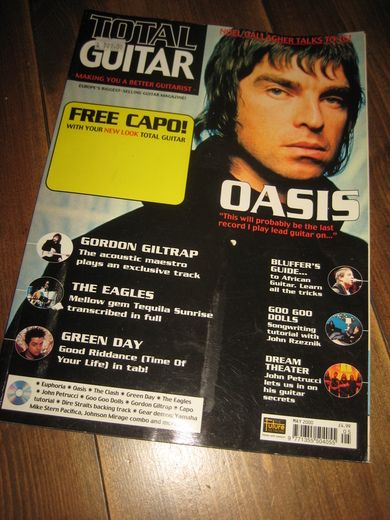 NOEL GALLAGHER TALKS TO TG!
TOTAL
GUITAR
MAKING YOU A BETTER GUITARIST
EUROPE'S BIGGEST-SELLING GUITAR MAGAZINE!
FREE CAPO!
WITH YOUR NEW LOOK TOTAL GUITAR
OASIS
"This will probably be the last
record I play lead guitar on..."
GORDON GILTRAP
The acoustic maestro
plays an exclusive track
THE EAGLES
Mellow gem Tequila Sunrise
transcribed in full
GREEN DAY
Good Riddance (Time Of
Your Life) in tab!
BLUFFER'S
GUIDE...
to African
Guitar. Learn
all the tricks
GOO GOO
DOLLS
Songwriting
tutorial with
John Rzeznik
DREAM
THEATER
John Petrucci
lets us in on
his guitar
secrets
* Euphoria * Oasis * The Clash * Green Day * The Eagles
* John Petrucci * Goo Goo Dolls * Gordon Giltrap * Capo
tutorial * Dire Straits backing track * Gear demos: Yamaha
Mike Stern Pacifica, Johnson Mirage combo and more
future
MAY 2000 £4.99
05
9 771355 504055